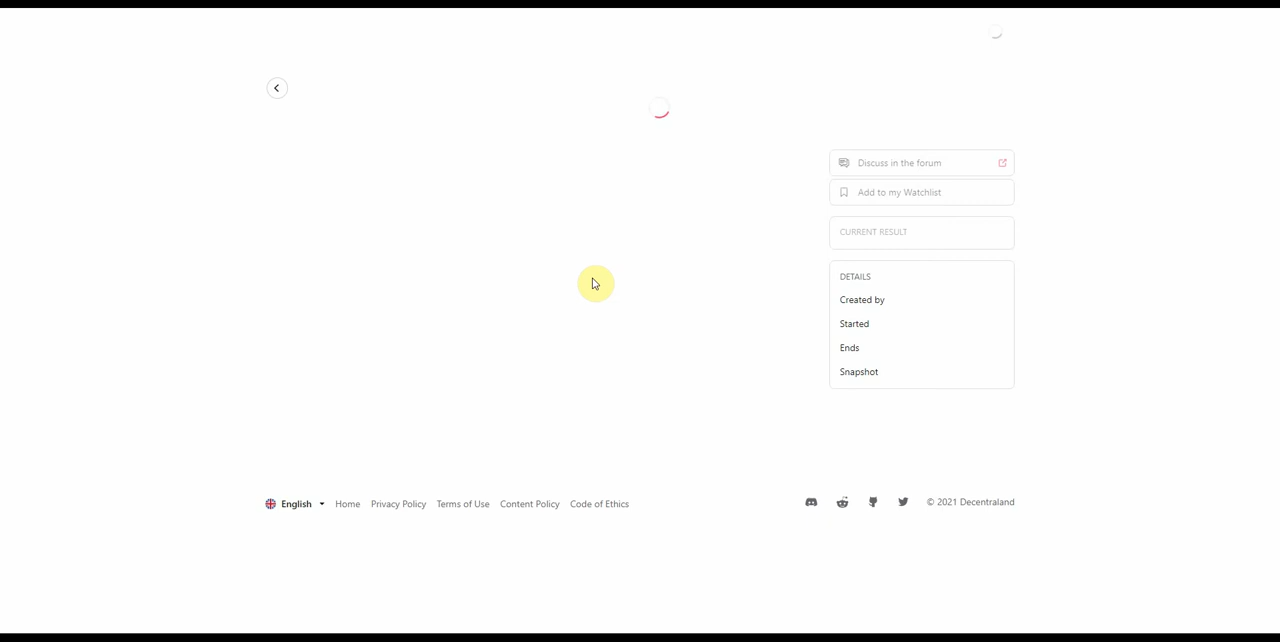 Discuss in the forum
Add to my Watchlist
CURRENT RESULT
DETAILS
Created by
Started
Ends
Snapshot
English Home Privacy Policy Terms of Use Content Policy Code of Ethics © 2021 Decentraland